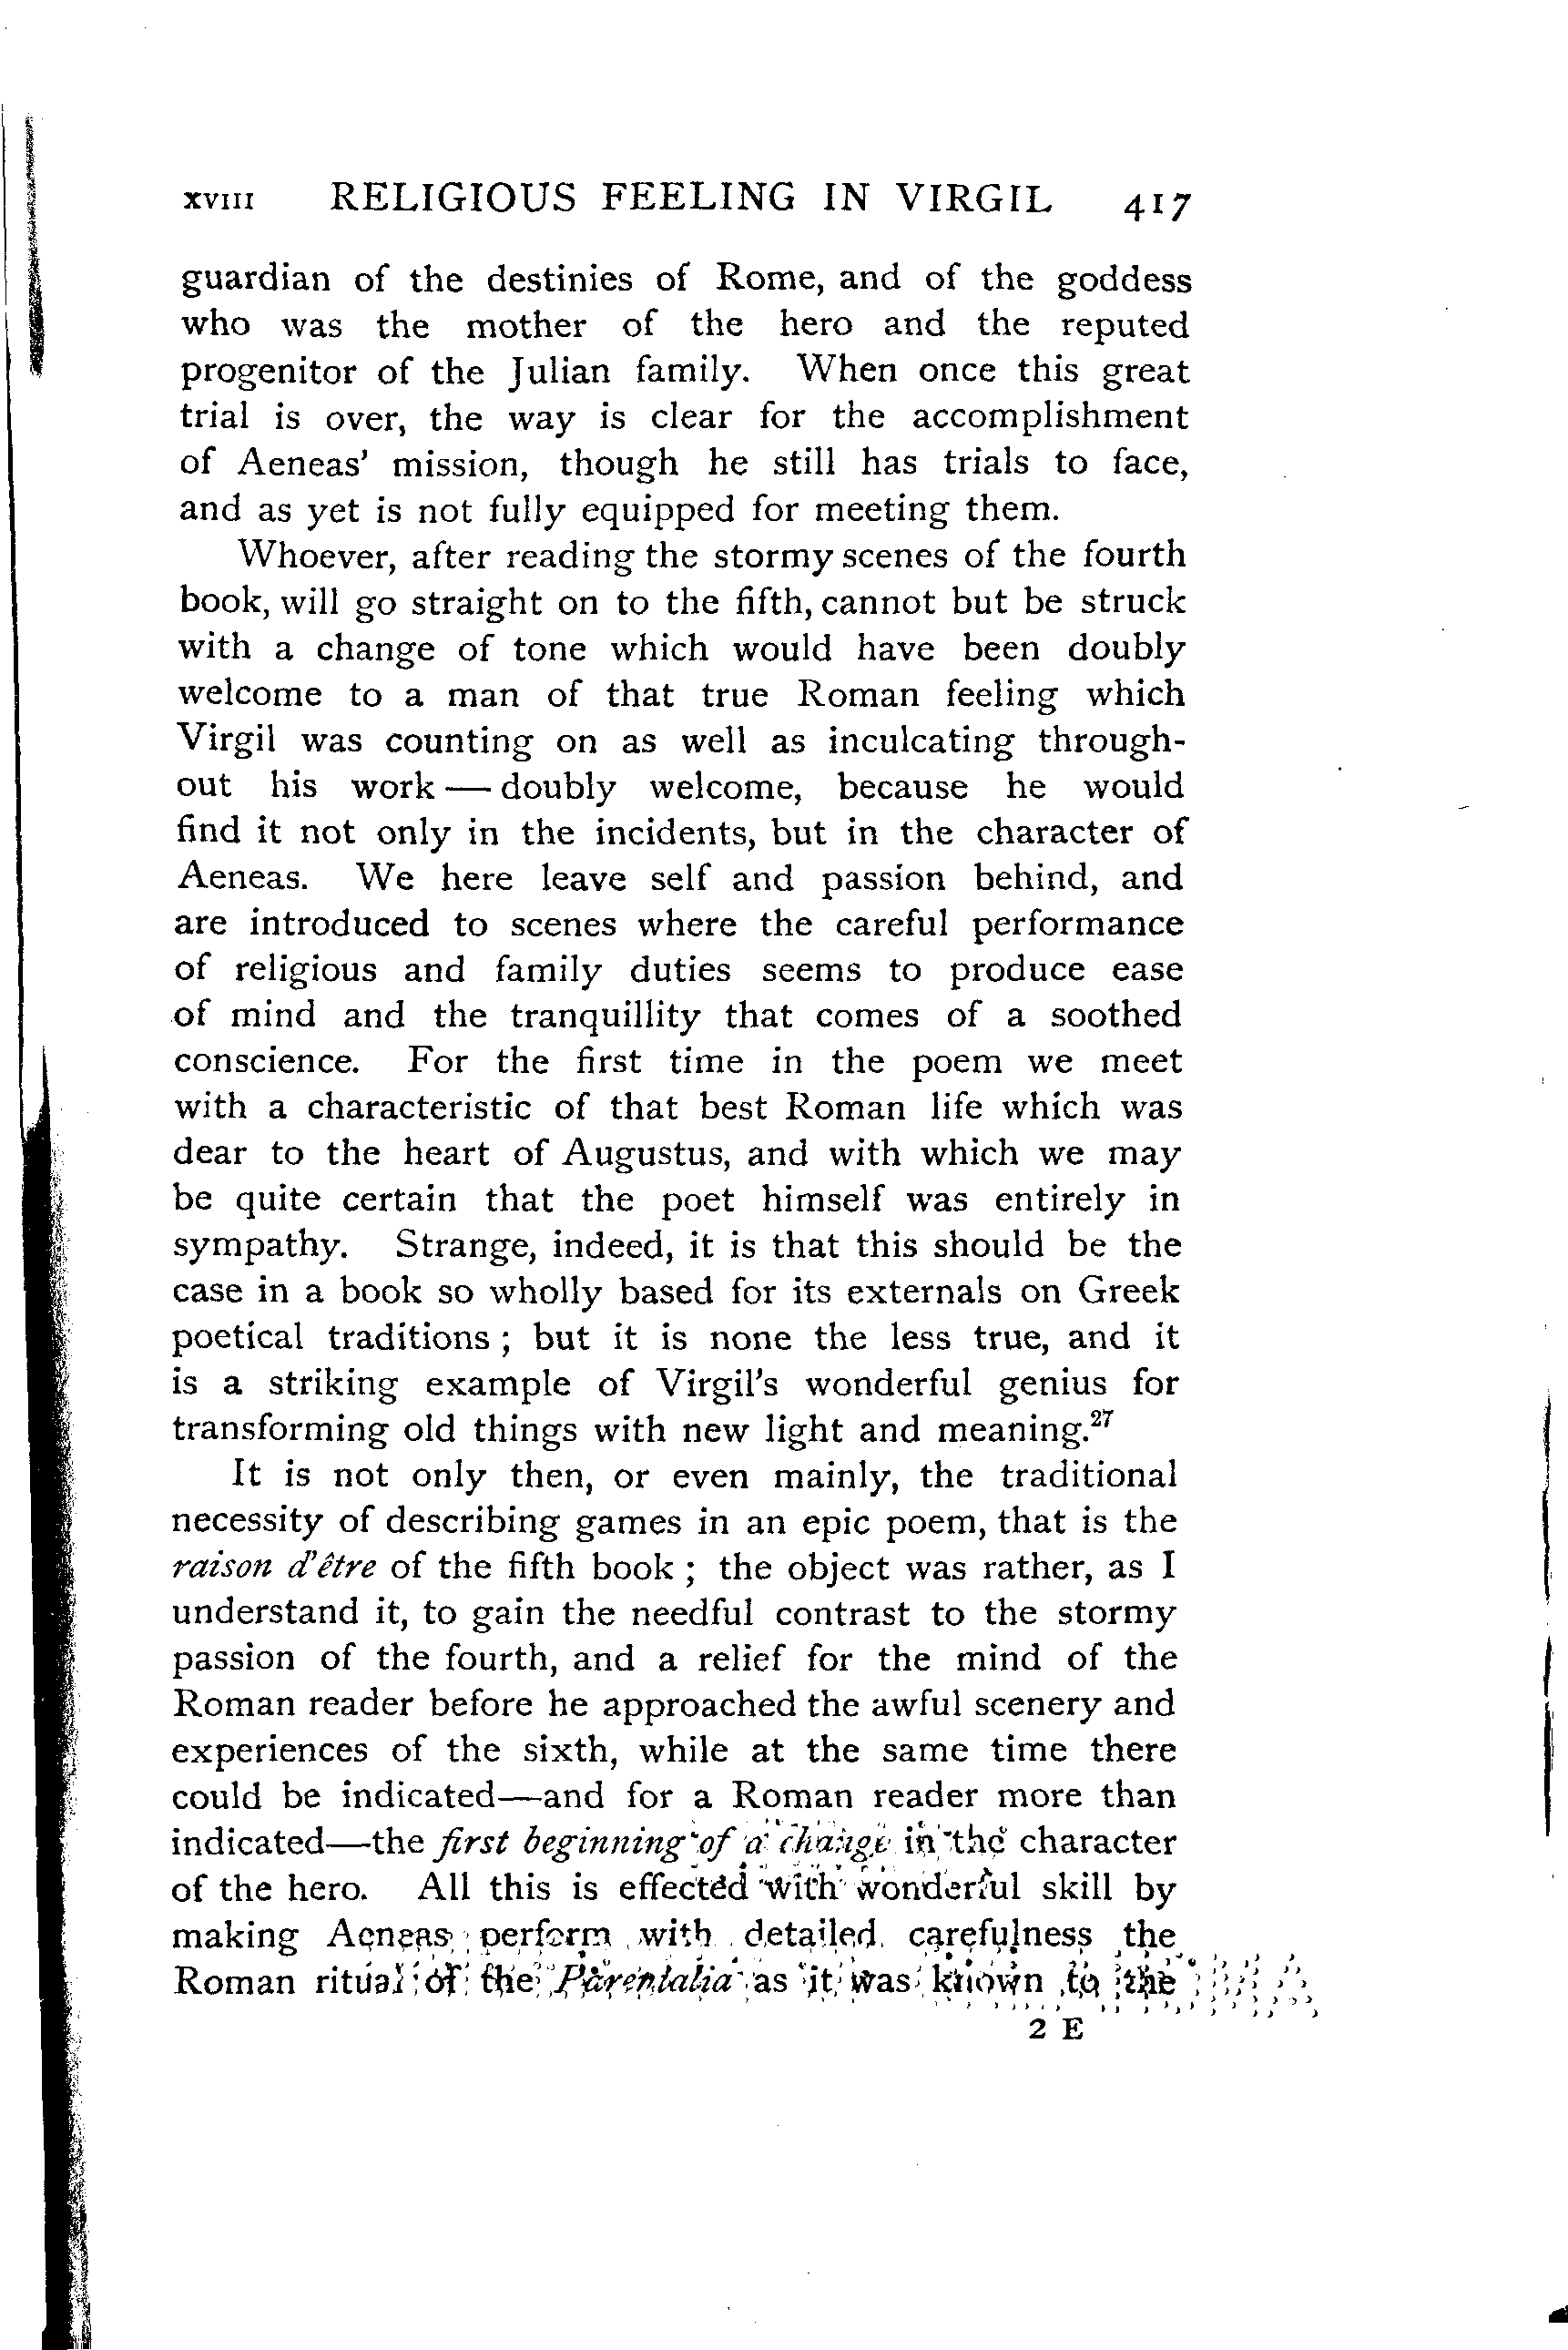 xviii RELIGIOUS FEELING IN VIRGIL 417
guardian of the destinies of Rome, and of the goddess
who was the mother of the hero and the reputed
progenitor of the Julian family. When once this great
trial is over, the way is clear for the accomplishment
of Aeneas' mission, though he still has trials to face,
and as yet is not fully equipped for meeting them.
Whoever, after reading the stormy scenes of the fourth
book, will go straight on to the fifth, cannot but be struck
with a change of tone which would have been doubly
welcome to a man of that true Roman feeling which
Virgil was counting on as well as inculcating through-
out his work — doubly welcome, because he would
find it not only in the incidents, but in the character of
Aeneas. We here leave self and passion behind, and
are introduced to scenes where the careful performance
of religious and family duties seems to produce ease
of mind and the tranquillity that comes of a soothed
conscience. For the first time in the poem we meet
with a characteristic of that best Roman life which was
dear to the heart of Augustus, and with which we may
be quite certain that the poet himself was entirely in
sympathy. Strange, indeed, it is that this should be the
case in a book so wholly based for its externals on Greek
poetical traditions ; but it is none the less true, and it
is a striking example of Virgil's wonderful genius for
transforming old things with new light and meaning.27
It is not only then, or even mainly, the traditional
necessity of describing games in an epic poem, that is the
raison d'être of the fifth book ; the object was rather, as I
understand it, to gain the needful contrast to the stormy
passion of the fourth, and a relief for the mind of the
Roman reader before he approached the awful scenery and
experiences of the sixth, while at the same time there
could be indicated—and for a Roman reader more than
indicated—the first beginning of a change in the character
of the hero. All this is effected with wonderful skill by
making Aeneas perform with detailed carefulness the
Roman ritual of the Parentalia as it was known to the
2 E